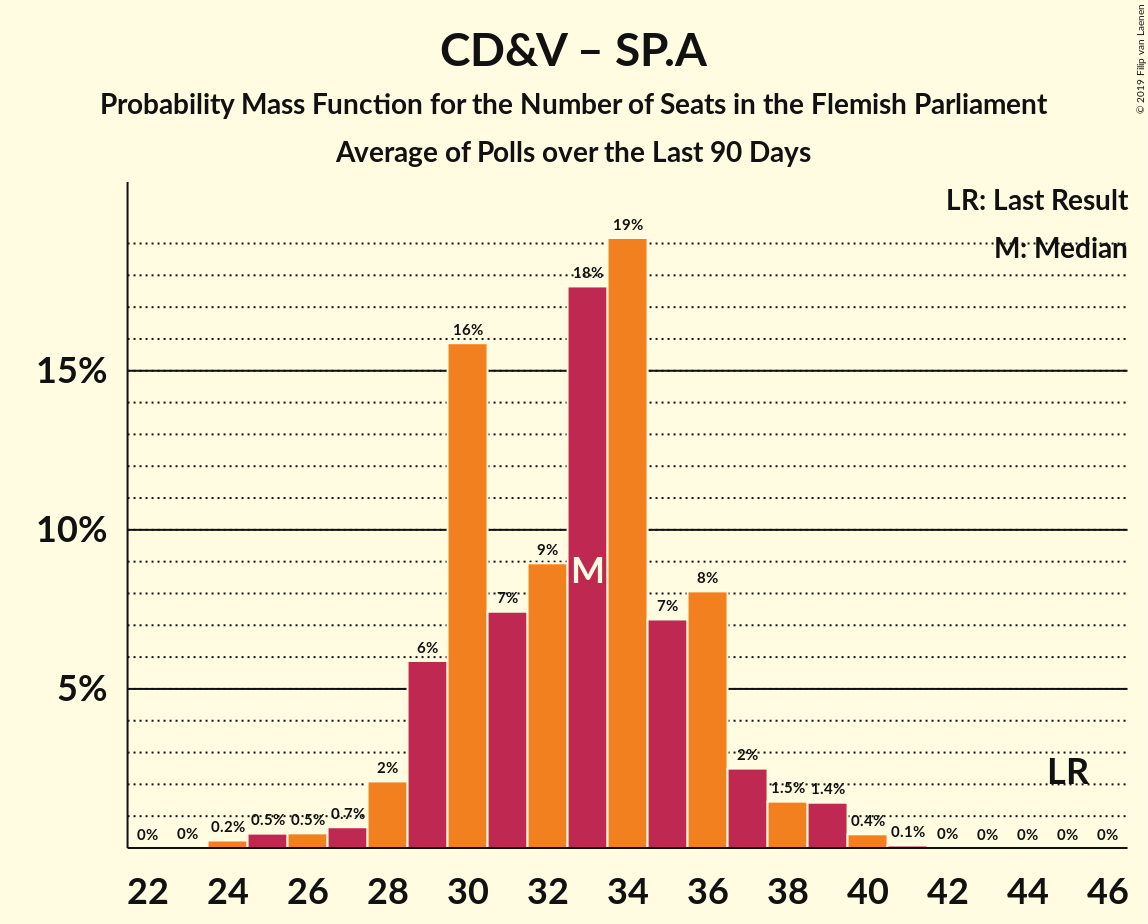 CD&V – SP.A
Probability Mass Function for the Number of Seats in the Flemish Parliament
Average of Polls over the Last 90 Days
© 2019 Filip van Laenen
LR: Last Result
M: Median
15%
10%
5%
0% 0% 0.2% 0.5% 0.5% 0.7% 2% 6% 16% 7% 9% 18% 19% 7% 8% 2% 1.5% 1.4% 0.4% 0.1% 0% 0% 0% 0% 0%
M
LR
22 24 26 28 30 32 34 36 38 40 42 44 46